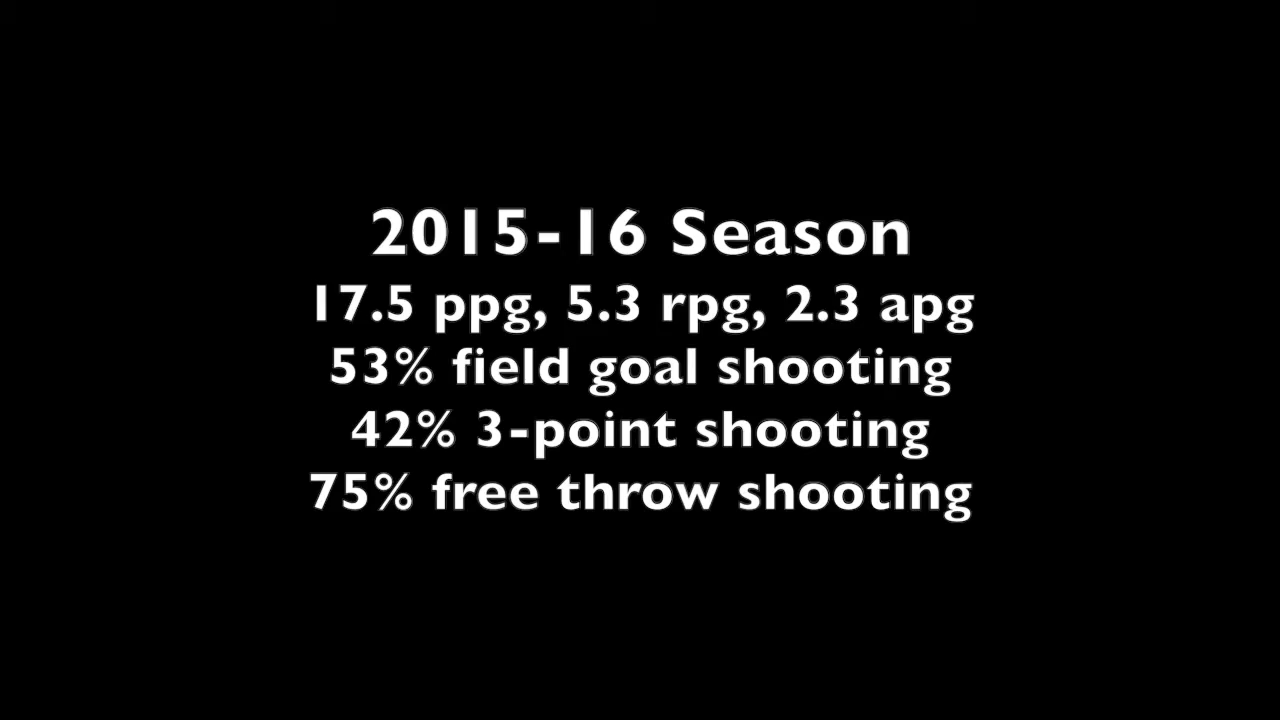 2015-16 Season
17.5 ppg, 5.3 rpg, 2.3 apg
53% field goal shooting
42% 3-point shooting
75% free throw shooting